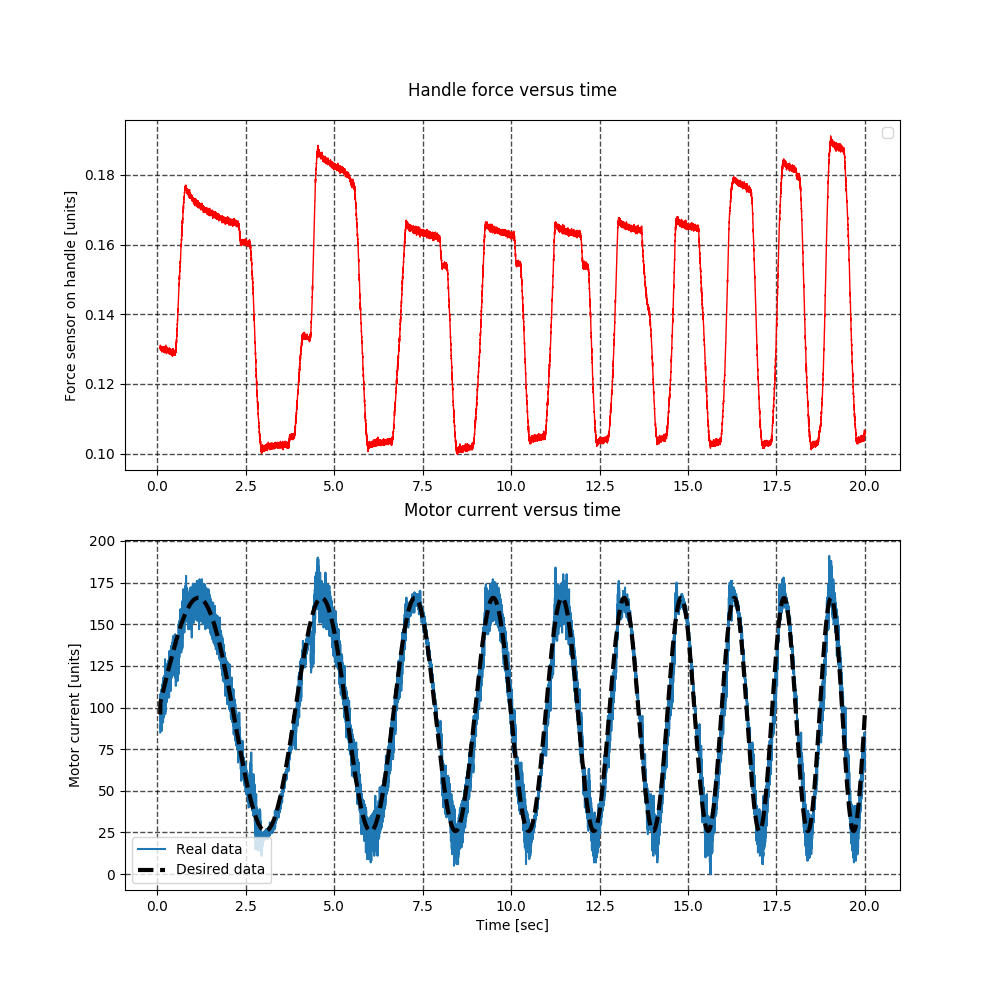 Handle force versus time
Force sensor on handle [units]
0.18
0.16
0.14
0.12
0.10
0.0 2.5 5.0 7.5 10.0 12.5 15.0 17.5 20.0
Motor current versus time
Motor current [units]
200
175
150
125
100
75
50
25
0
Real data
Desired data
0.0 2.5 5.0 7.5 10.0 12.5 15.0 17.5 20.0
Time [sec]